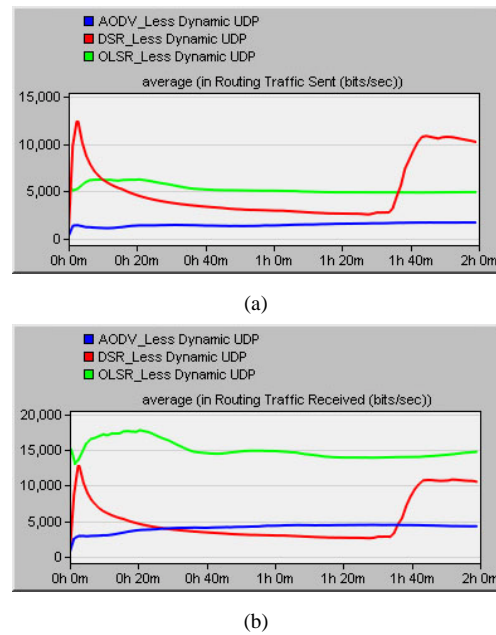 AODV_Less Dynamic UDP
DSR_Less Dynamic UDP
OLSR_Less Dynamic UDP
average (in Routing Traffic Sent (bits/sec))
15,000
10,000
5,000
0
0h 0m 0h 20m 0h 40m 1h 0m 1h 20m 1h 40m 2h 0m
(a)
AODV_Less Dynamic UDP
DSR_Less Dynamic UDP
OLSR_Less Dynamic UDP
average (in Routing Traffic Received (bits/sec))
20,000
15,000
10,000
5,000
0
0h 0m 0h 20m 0h 40m 1h 0m 1h 20m 1h 40m 2h 0m
(b)